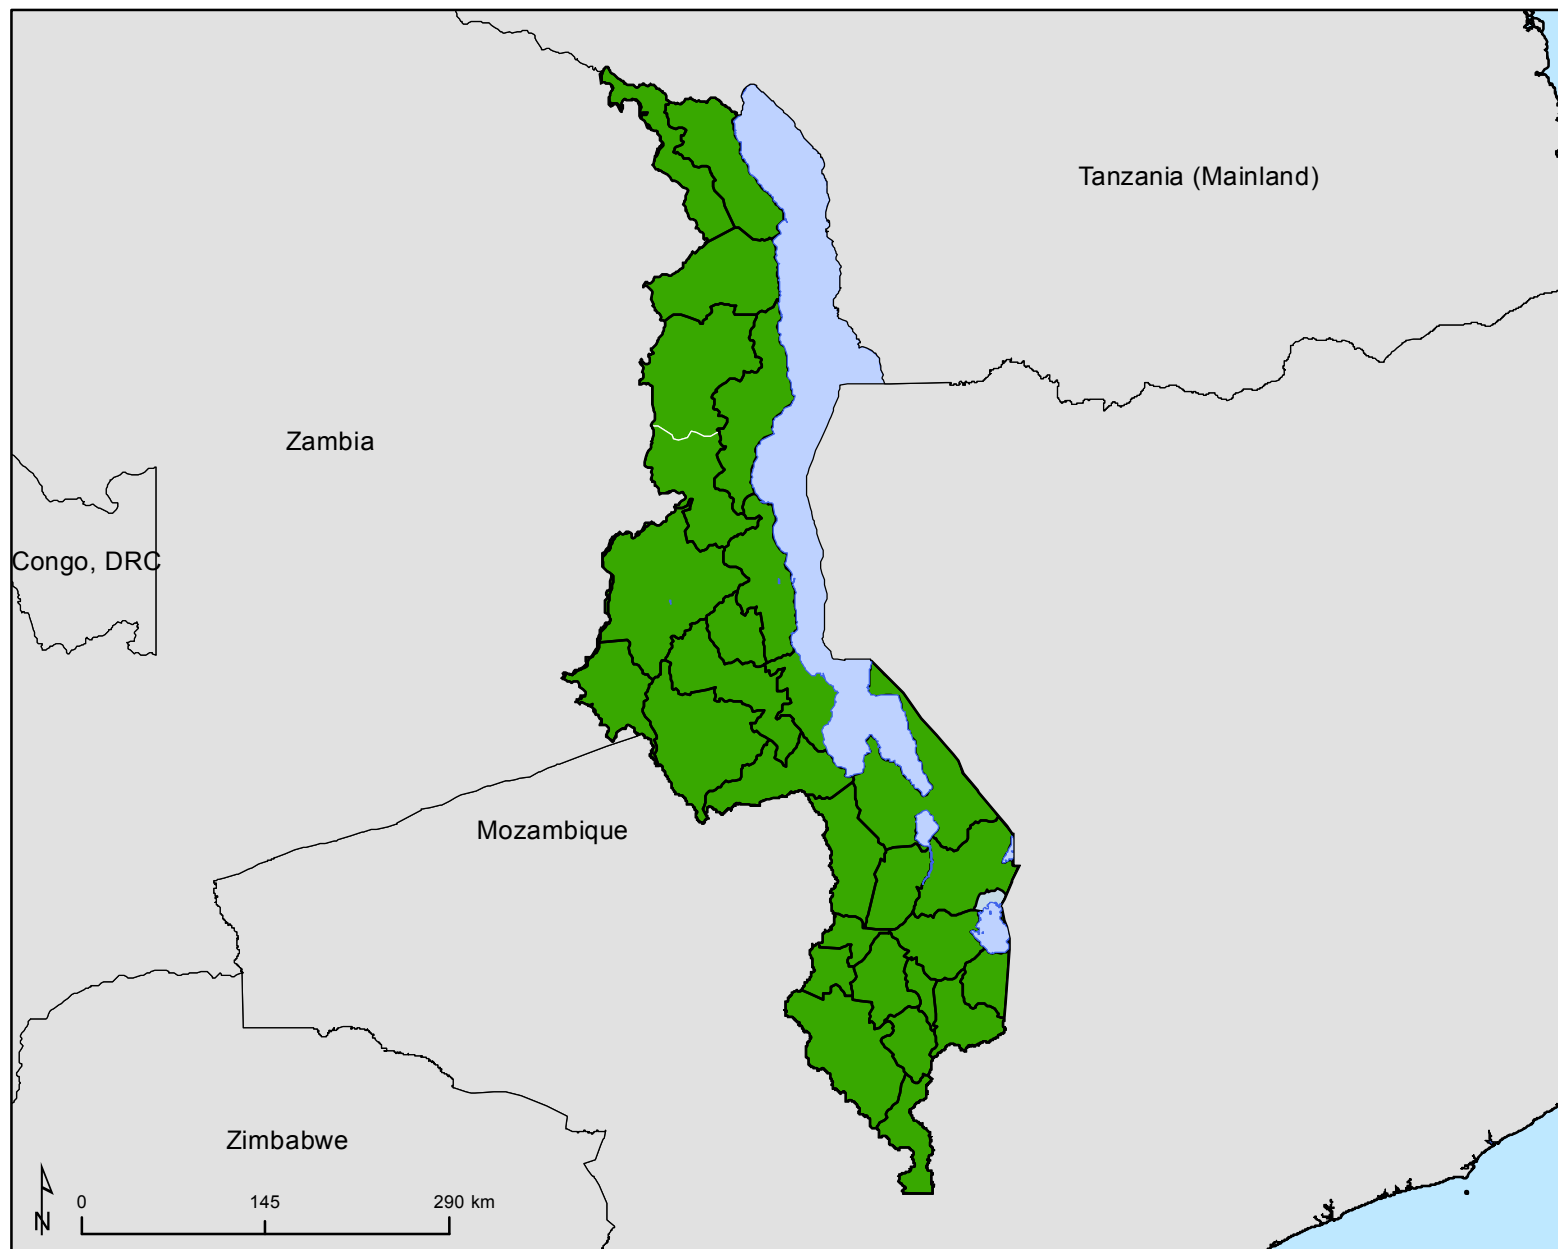 Tanzania (Mainland)
Zambia
Congo, DRC
Mozambique
Zimbabwe
N
0 145 290 km